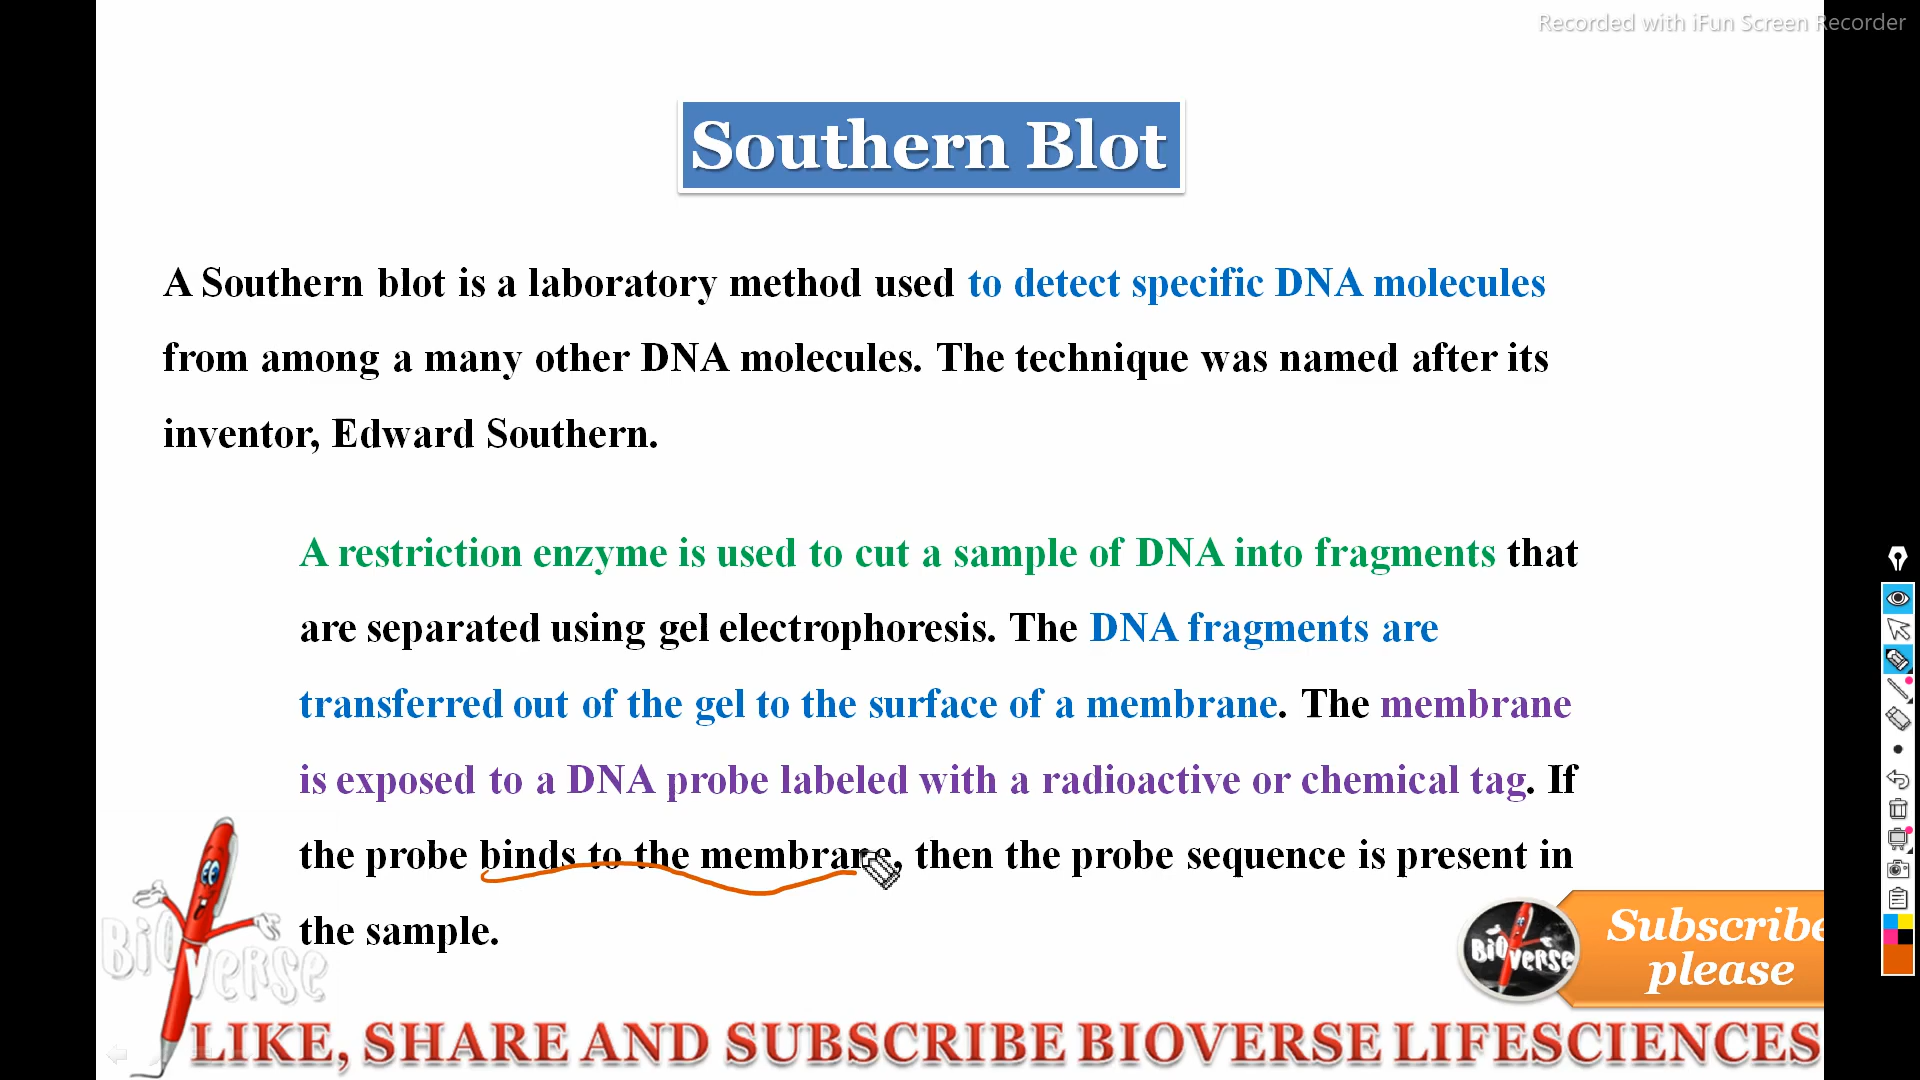 Recorded with iFun Screen Recorder
Southern Blot
A Southern blot is a laboratory method used to detect specific DNA molecules
from among a many other DNA molecules. The technique was named after its
inventor, Edward Southern.
A restriction enzyme is used to cut a sample of DNA into fragments that
are separated using gel electrophoresis. The DNA fragments are
transferred out of the gel to the surface of a membrane. The membrane
is exposed to a DNA probe labeled with a radioactive or chemical tag. If
the probe binds to the membrane, then the probe sequence is present in
the sample.
BiOVERSE
BiOVERSE
Subscribe
please
LIKE, SHARE AND SUBSCRIBE BIOVERSE LIFESCIENCES